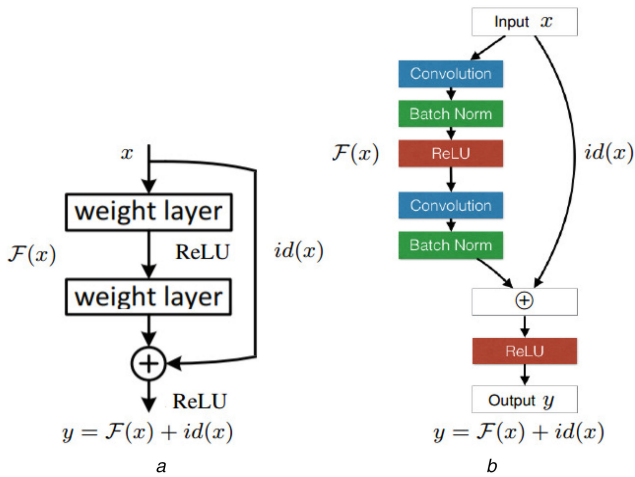 x
weight layer
F(x)
ReLU
id(x)
weight layer
ReLU
y = F(x) + id(x)
a
Input x
Convolution
Batch Norm
F(x)
ReLU
id(x)
Convolution
Batch Norm
ReLU
Output y
y = F(x) + id(x)
b